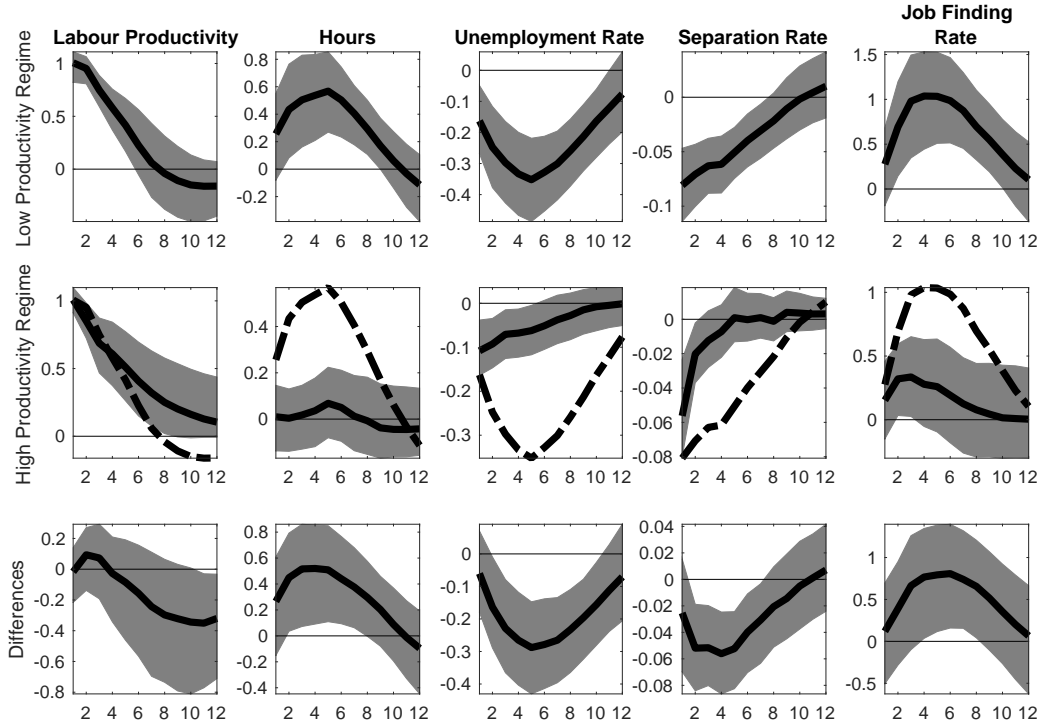 Labour Productivity
Hours
Unemployment Rate
Separation Rate
Job Finding
Rate
Low Productivity Regime
1
0.5
0
2 4 6 8 10 12
0.8
0.6
0.4
0.2
0
-0.2
2 4 6 8 10 12
0
-0.1
-0.2
-0.3
-0.4
2 4 6 8 10 12
0
-0.05
-0.1
2 4 6 8 10 12
1.5
1
0.5
0
2 4 6 8 10 12
High Productivity Regime
1
0.5
0
2 4 6 8 10 12
0.4
0.2
0
2 4 6 8 10 12
0
-0.1
-0.2
-0.3
2 4 6 8 10 12
0
-0.02
-0.04
-0.06
-0.08
2 4 6 8 10 12
1
0.5
0
2 4 6 8 10 12
Differences
0.2
0
-0.2
-0.4
-0.6
-0.8
2 4 6 8 10 12
0.8
0.6
0.4
0.2
0
-0.2
-0.4
2 4 6 8 10 12
0
-0.1
-0.2
-0.3
-0.4
2 4 6 8 10 12
0.04
0.02
0
-0.02
-0.04
-0.06
-0.08
2 4 6 8 10 12
1
0.5
0
-0.5
2 4 6 8 10 12